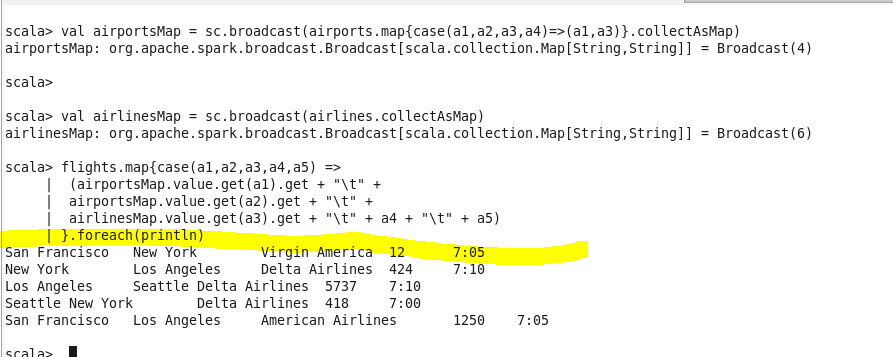 scala> val airportsMap = sc.broadcast(airports.map{case(a1,a2,a3,a4)=>(a1,a3)}.collectAsMap)
airportsMap: org.apache.spark.broadcast.Broadcast[scala.collection.Map[String,String]] = Broadcast(4)
scala>
scala> val airlinesMap = sc.broadcast(airlines.collectAsMap)
airlinesMap: org.apache.spark.broadcast.Broadcast[scala.collection.Map[String,String]] = Broadcast(6)
scala> flights.map{case(a1,a2,a3,a4,a5) =>
     |  (airportsMap.value.get(a1).get + "\t" +
     |  airportsMap.value.get(a2).get + "\t" +
     |  airlinesMap.value.get(a3).get + "\t" + a4 + "\t" + a5)
     | }.foreach(println)
San Francisco   New York        Virgin America  12      7:05
New York        Los Angeles     Delta Airlines  424     7:10
Los Angeles     Seattle Delta Airlines  5737    7:10
Seattle New York        Delta Airlines  418     7:00
San Francisco   Los Angeles     American Airlines       1250    7:05
scala> .